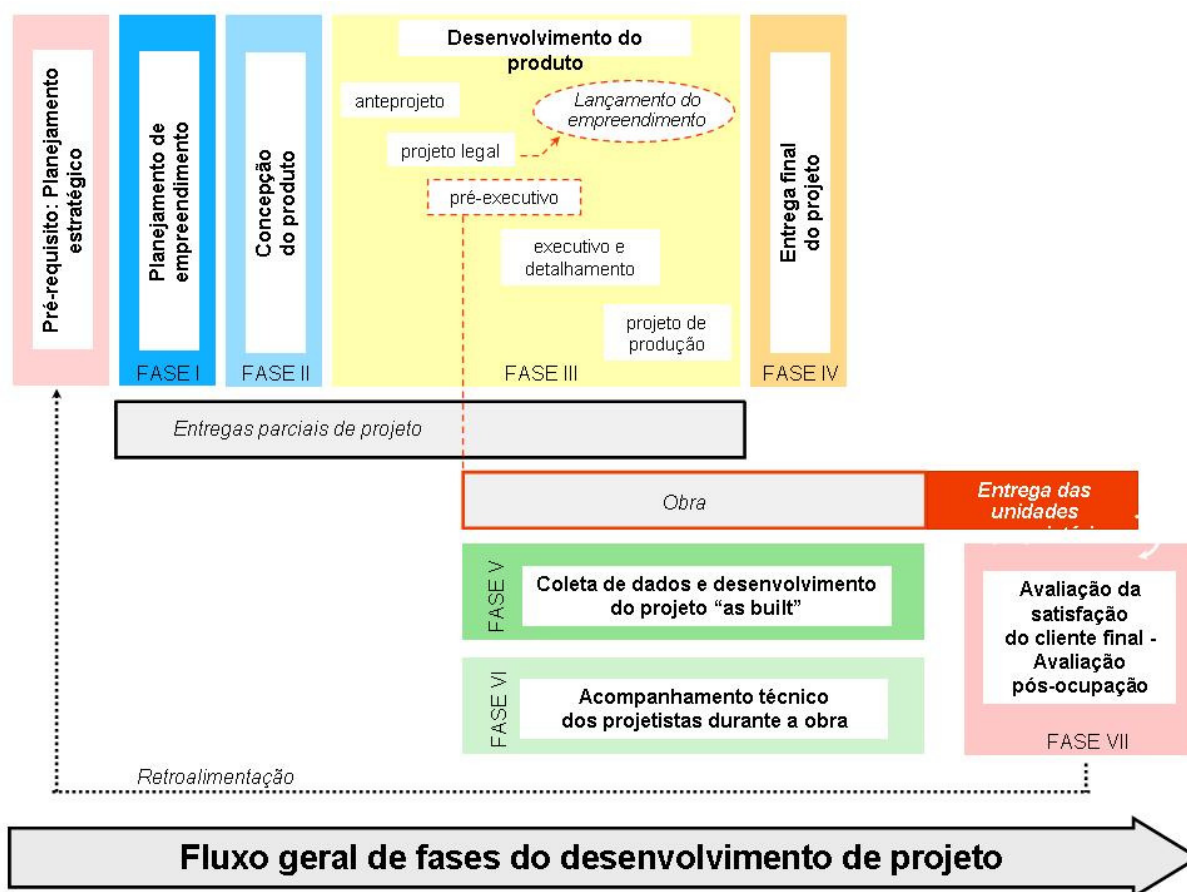 Pré-requisito: Planejamento
estratégico
Planejamento de
empreendimento
FASE I
Concepção
do produto
FASE II
Desenvolvimento do
produto
anteprojeto
Lançamento do
empreendimento
projeto legal
pré-executivo
executivo e
detalhamento
projeto de
produção
FASE III
Entrega final
do projeto
FASE IV
Entregas parciais de projeto
Obra
Entrega das
unidades
FASE V
Coleta de dados e desenvolvimento
do projeto “as built”
FASE VI
Acompanhamento técnico
dos projetistas durante a obra
Avaliação da
satisfação
do cliente final -
Avaliação
pós-ocupação
FASE VII
Retroalimentação
Fluxo geral de fases do desenvolvimento de projeto